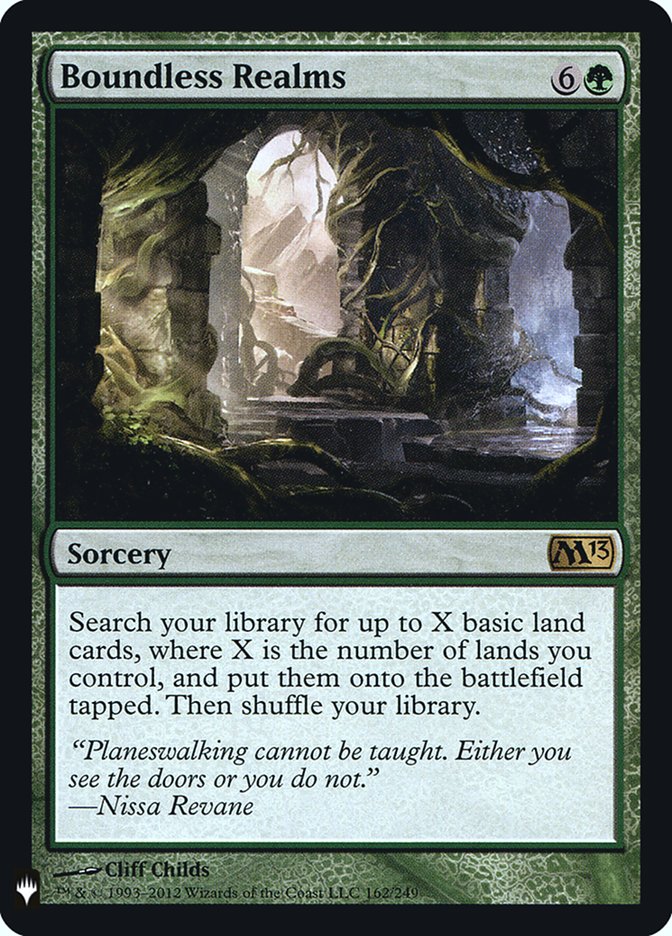 Boundless Realms 6
Sorcery M13
Search your library for up to X basic land
cards, where X is the number of lands you
control, and put them onto the battlefield
tapped. Then shuffle your library.
“Planeswalking cannot be taught. Either you
see the doors or you do not.”
—Nissa Revane
Cliff Childs
™ & © 1993–2012 Wizards of the Coast LLC 162/249